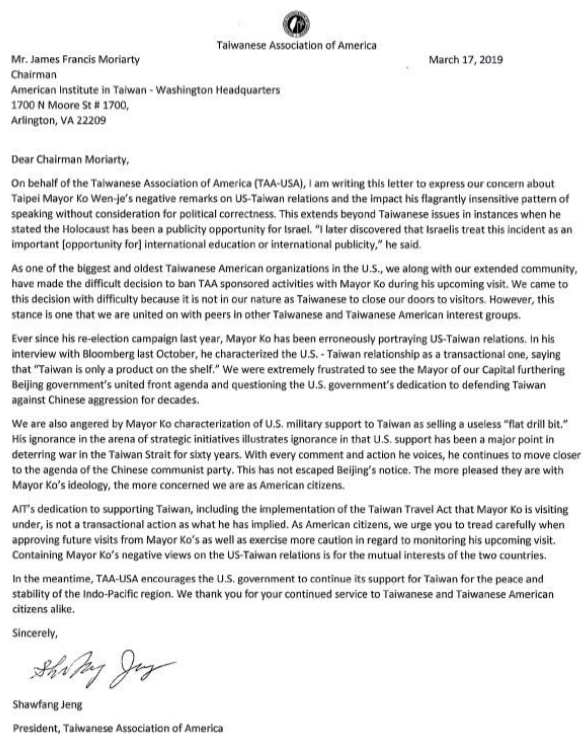 Taiwanese Association of America
Mr. James Francis Moriarty March 17, 2019
Chairman
American Institute in Taiwan - Washington Headquarters
1700 N Moore St # 1700,
Arlington, VA 22209
Dear Chairman Moriarty,
On behalf of the Taiwanese Association of America (TAA-USA), I am writing this letter to express our concern about
Taipei Mayor Ko Wen-je's negative remarks on US-Taiwan relations and the impact his flagrantly insensitive pattern of
speaking without consideration for political correctness. This extends beyond Taiwanese issues in instances when he
stated the Holocaust has been a publicity opportunity for Israel. "I later discovered that Israelis treat this incident as an
important [opportunity for] international education or international publicity," he said.
As one of the biggest and oldest Taiwanese American organizations in the U.S., we along with our extended community,
have made the difficult decision to ban TAA sponsored activities with Mayor Ko during his upcoming visit. We came to
this decision with difficulty because it is not in our nature as Taiwanese to close our doors to visitors. However, this
stance is one that we are united on with peers in other Taiwanese and Taiwanese American interest groups.
Ever since his re-election campaign last year, Mayor Ko has been erroneously portraying US-Taiwan relations. In his
interview with Bloomberg last October, he characterized the U.S. - Taiwan relationship as a transactional one, saying
that "Taiwan is only a product on the shelf." We were extremely frustrated to see the Mayor of our Capital furthering
Beijing government's united front agenda and questioning the U.S. government's dedication to defending Taiwan
against Chinese aggression for decades.
We are also angered by Mayor Ko characterization of U.S. military support to Taiwan as selling a useless "flat drill bit."
His ignorance in the arena of strategic initiatives illustrates ignorance in that U.S. support has been a major point in
deterring war in the Taiwan Strait for sixty years. With every comment and action he voices, he continues to move closer
to the agenda of the Chinese communist party. This has not escaped Beijing's notice. The more pleased they are with
Mayor Ko's ideology, the more concerned we are as American citizens.
AIT's dedication to supporting Taiwan, including the implementation of the Taiwan Travel Act that Mayor Ko is visiting
under, is not a transactional action as what he has implied. As American citizens, we urge you to tread carefully when
approving future visits from Mayor Ko's as well as exercise more caution in regard to monitoring his upcoming visit.
Containing Mayor Ko's negative views on the US-Taiwan relations is for the mutual interests of the two countries.
In the meantime, TAA-USA encourages the U.S. government to continue its support for Taiwan for the peace and
stability of the Indo-Pacific region. We thank you for your continued service to Taiwanese and Taiwanese American
citizens alike.
Sincerely,
Shawfang Jeng
President, Taiwanese Association of America